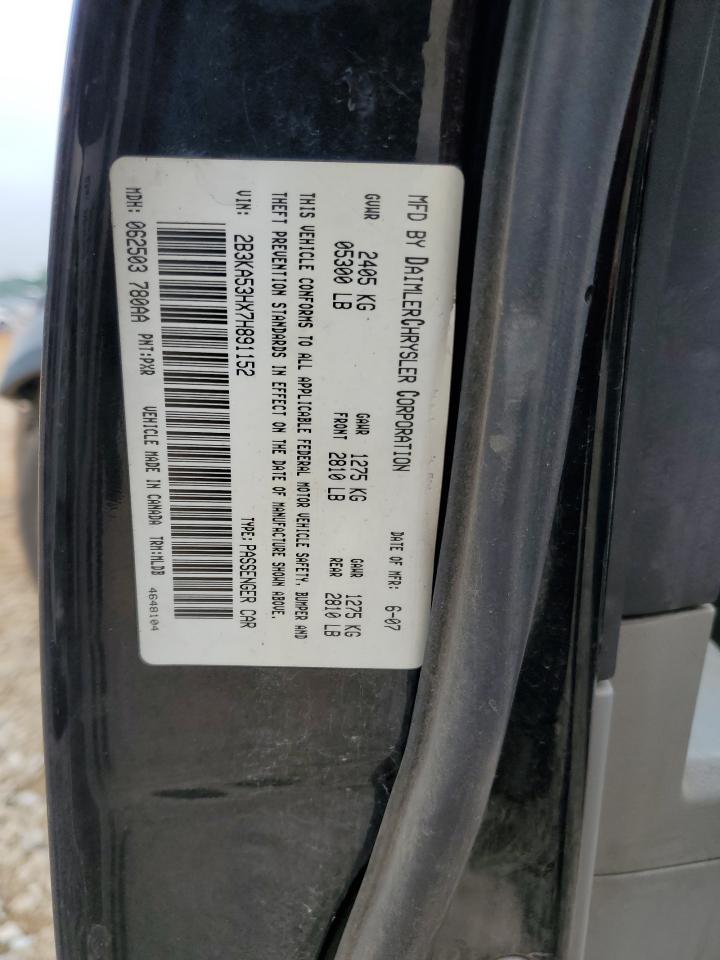 MFD BY DAIMLERCHRYSLER CORPORATION
DATE OF MFR: 6-07
GVWR 2405 KG 05300 LB
GAWR FRONT 1275 KG 2810 LB
GAWR REAR 1275 KG 2810 LB
THIS VEHICLE CONFORMS TO ALL APPLICABLE FEDERAL MOTOR VEHICLE SAFETY, BUMPER AND
THEFT PREVENTION STANDARDS IN EFFECT ON THE DATE OF MANUFACTURE SHOWN ABOVE.
VIN: 2B3KA53HX7H891152 TYPE: PASSENGER CAR
MDH: 062503 780AA PNT:PXR VEHICLE MADE IN CANADA TRM:MLDB
4648104